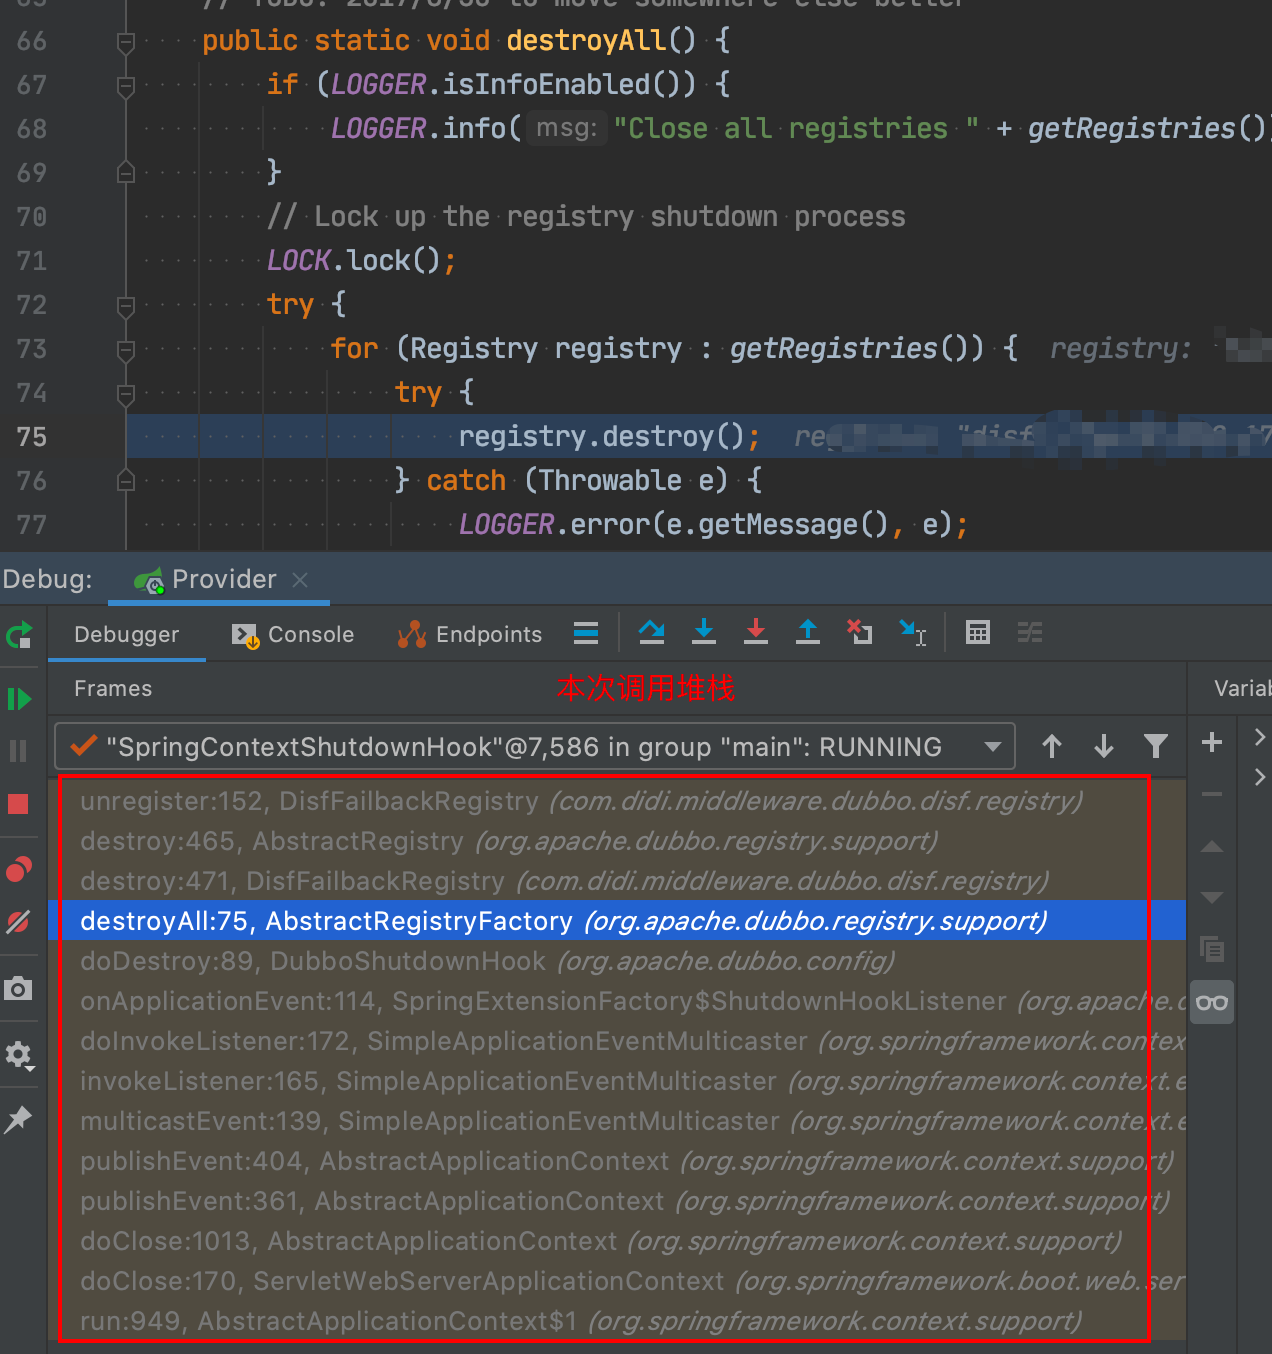 66 public static void destroyAll() {
67 if (LOGGER.isInfoEnabled()) {
68 LOGGER.info( msg: "Close all registries " + getRegistries()
69 }
70 // Lock up the registry shutdown process
71 LOCK.lock();
72 try {
73 for (Registry registry : getRegistries()) { registry:
74 try {
75 registry.destroy(); "disf
76 } catch (Throwable e) {
77 LOGGER.error(e.getMessage(), e);
Debug: Provider
Debugger Console Endpoints
Frames 本次调用堆栈 Variab
"SpringContextShutdownHook"@7,586 in group "main": RUNNING
unregister:152, DisfFailbackRegistry (com.didi.middleware.dubbo.disf.registry)
destroy:465, AbstractRegistry (org.apache.dubbo.registry.support)
destroy:471, DisfFailbackRegistry (com.didi.middleware.dubbo.disf.registry)
destroyAll:75, AbstractRegistryFactory (org.apache.dubbo.registry.support)
doDestroy:89, DubboShutdownHook (org.apache.dubbo.config)
onApplicationEvent:114, SpringExtensionFactory$ShutdownHookListener (org.apache.d
doInvokeListener:172, SimpleApplicationEventMulticaster (org.springframework.contex
invokeListener:165, SimpleApplicationEventMulticaster (org.springframework.context.e
multicastEvent:139, SimpleApplicationEventMulticaster (org.springframework.context.e
publishEvent:404, AbstractApplicationContext (org.springframework.context.support)
publishEvent:361, AbstractApplicationContext (org.springframework.context.support)
doClose:1013, AbstractApplicationContext (org.springframework.context.support)
doClose:170, ServletWebServerApplicationContext (org.springframework.boot.web.ser
run:949, AbstractApplicationContext$1 (org.springframework.context.support)